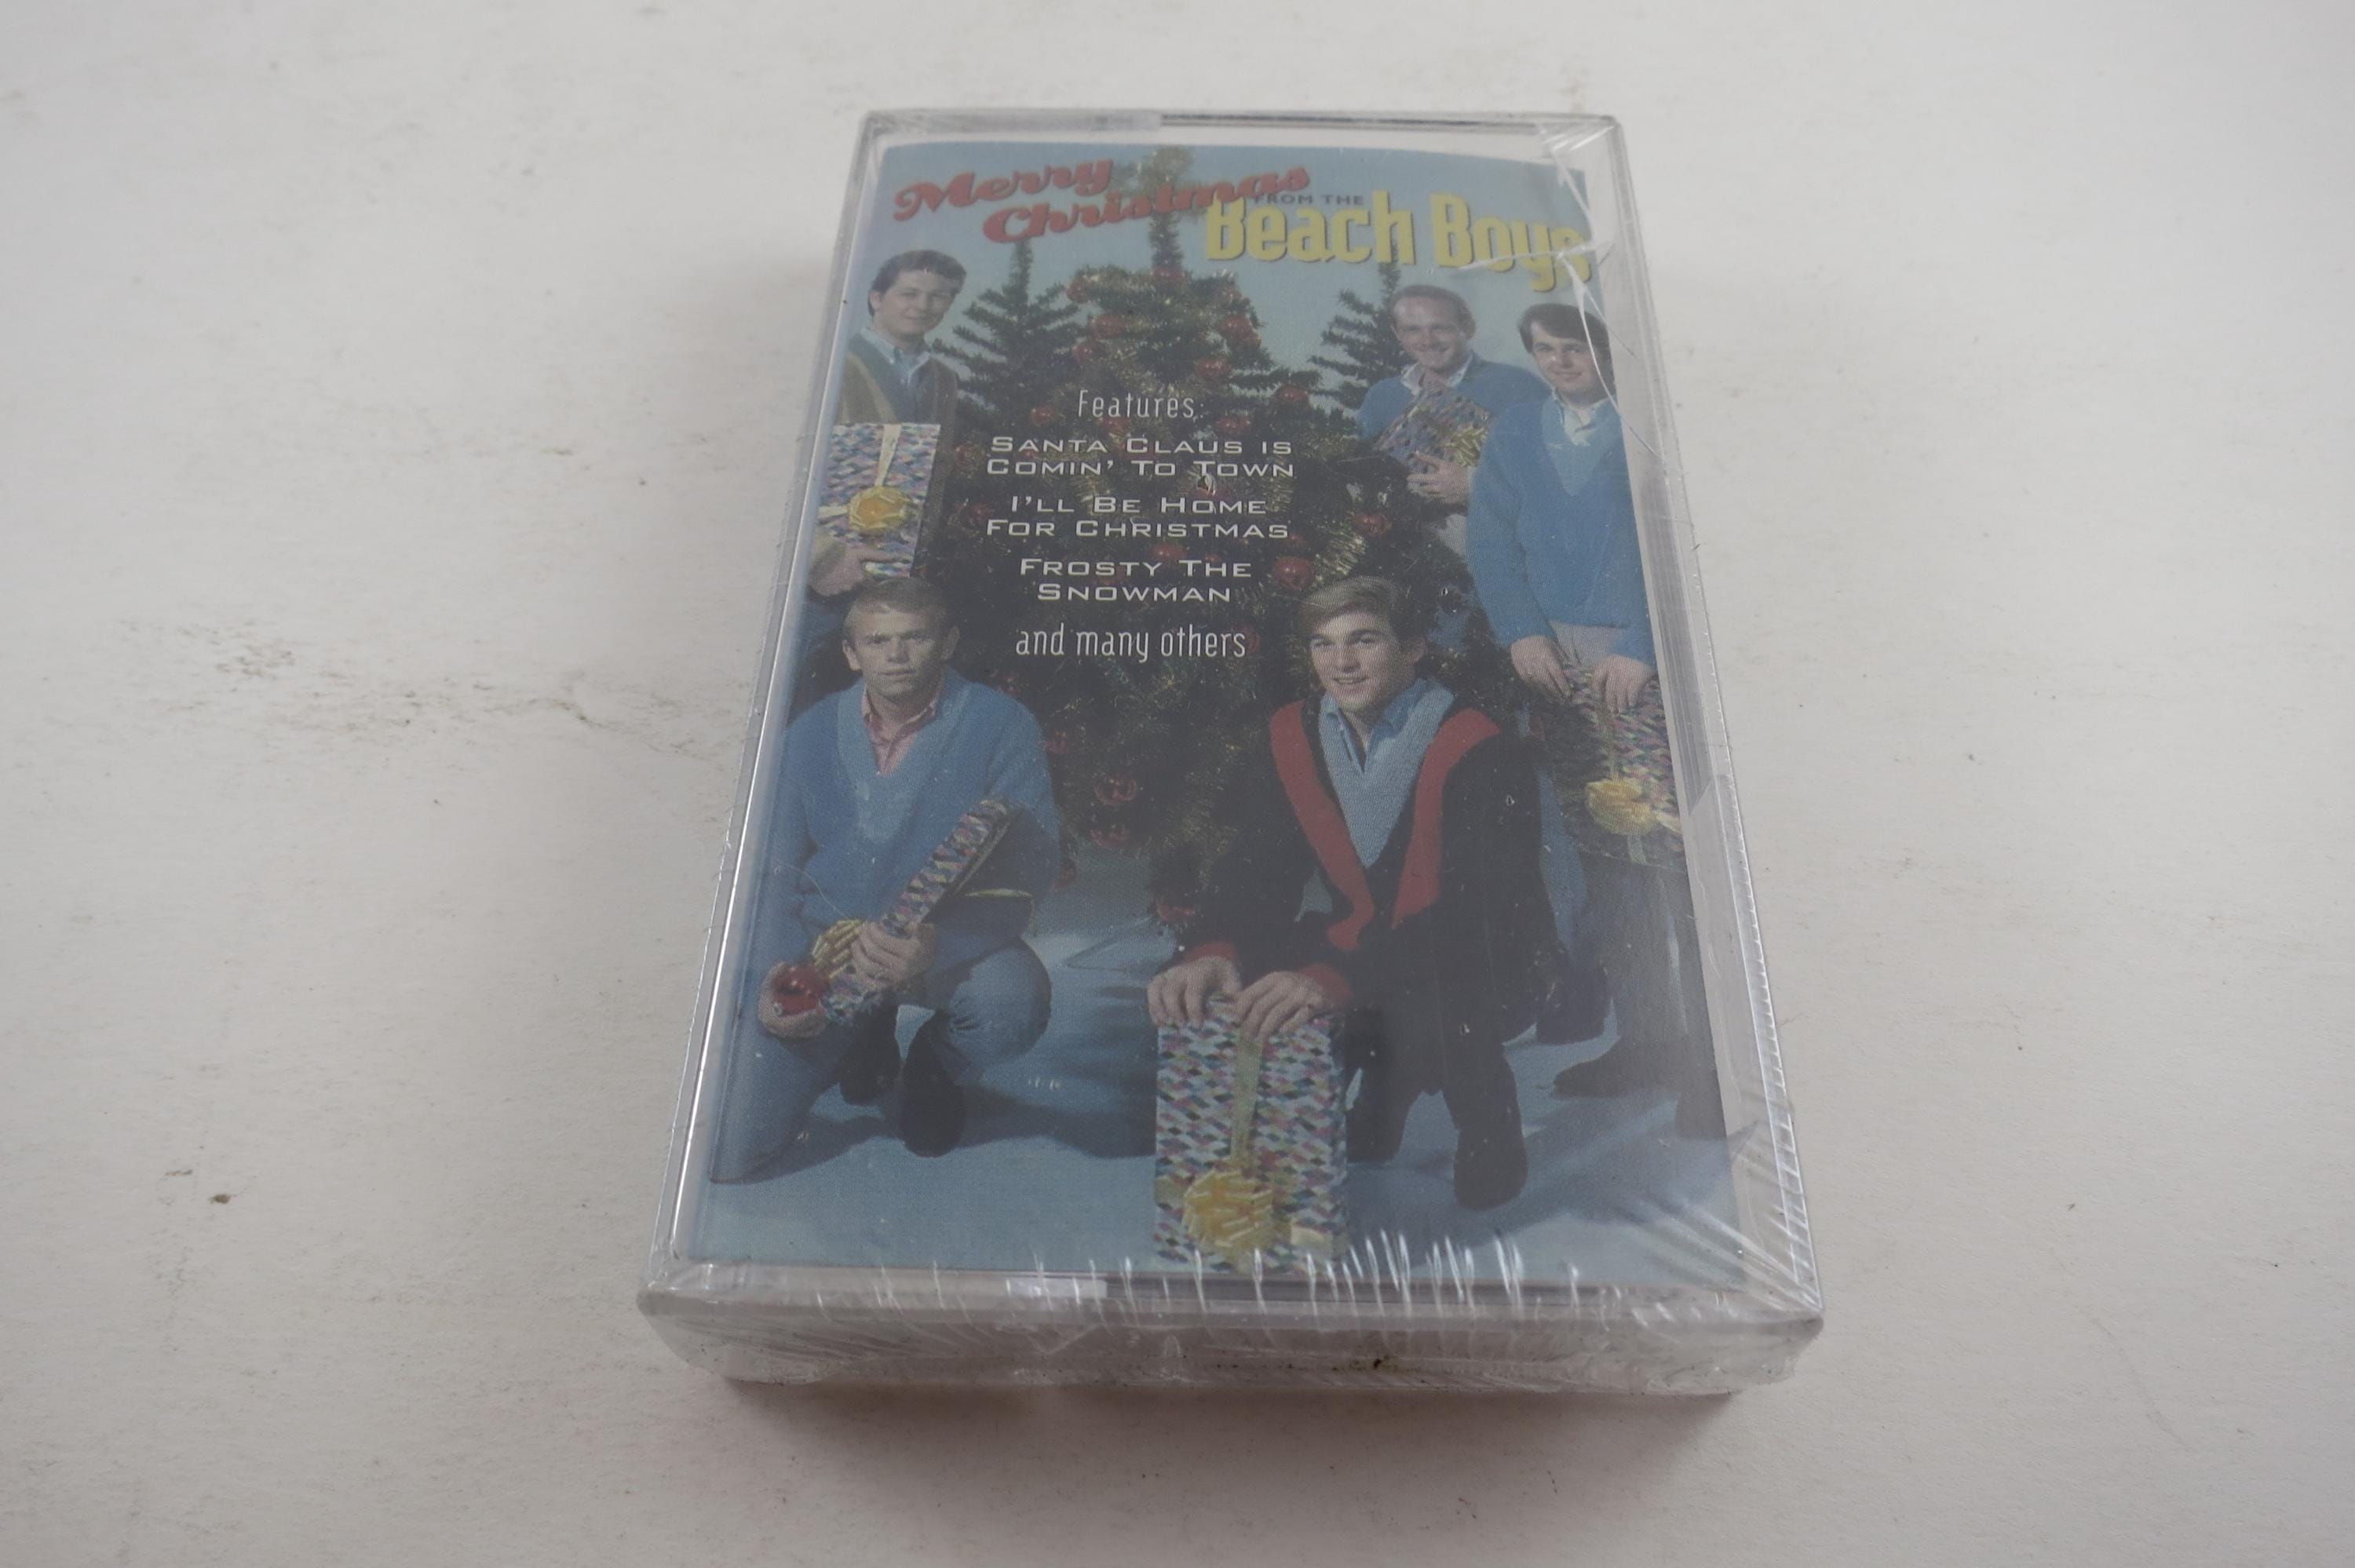 Merry
Christmas
FROM THE
Beach Boys
Features:
SANTA CLAUS IS
COMIN' TO TOWN
I'LL BE HOME
FOR CHRISTMAS
FROSTY THE
SNOWMAN
and many others